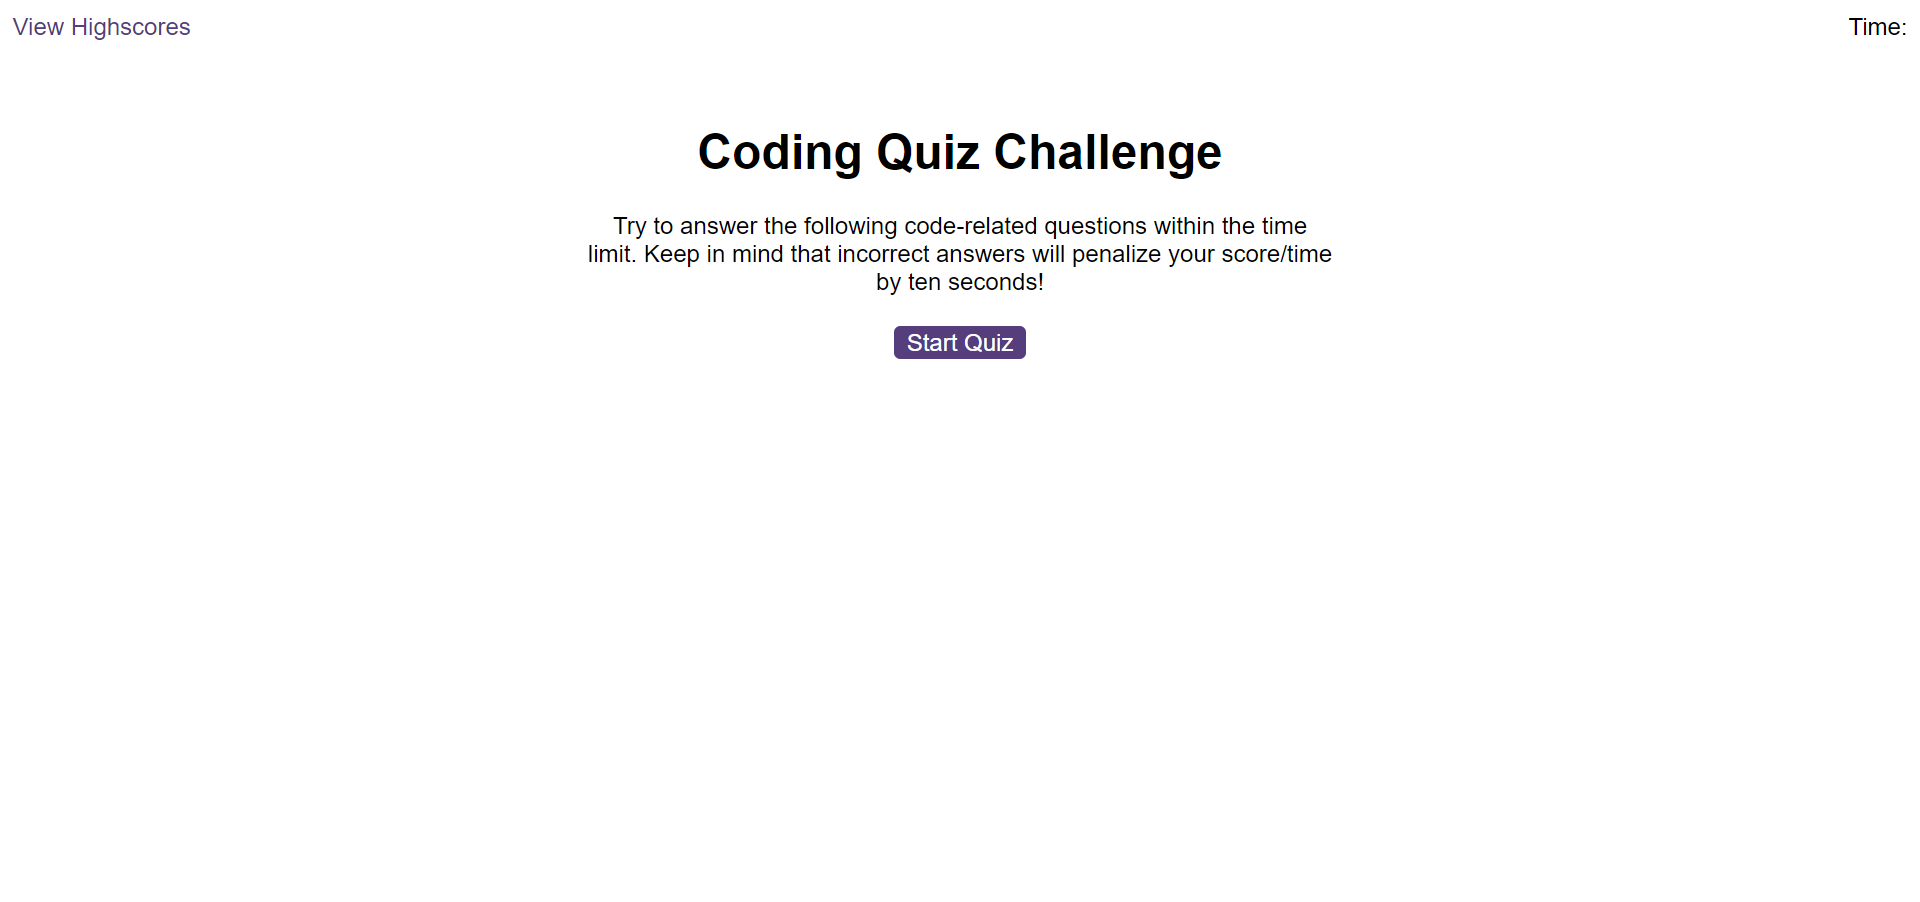 View Highscores
Time:
Coding Quiz Challenge
Try to answer the following code-related questions within the time
limit. Keep in mind that incorrect answers will penalize your score/time
by ten seconds!
Start Quiz